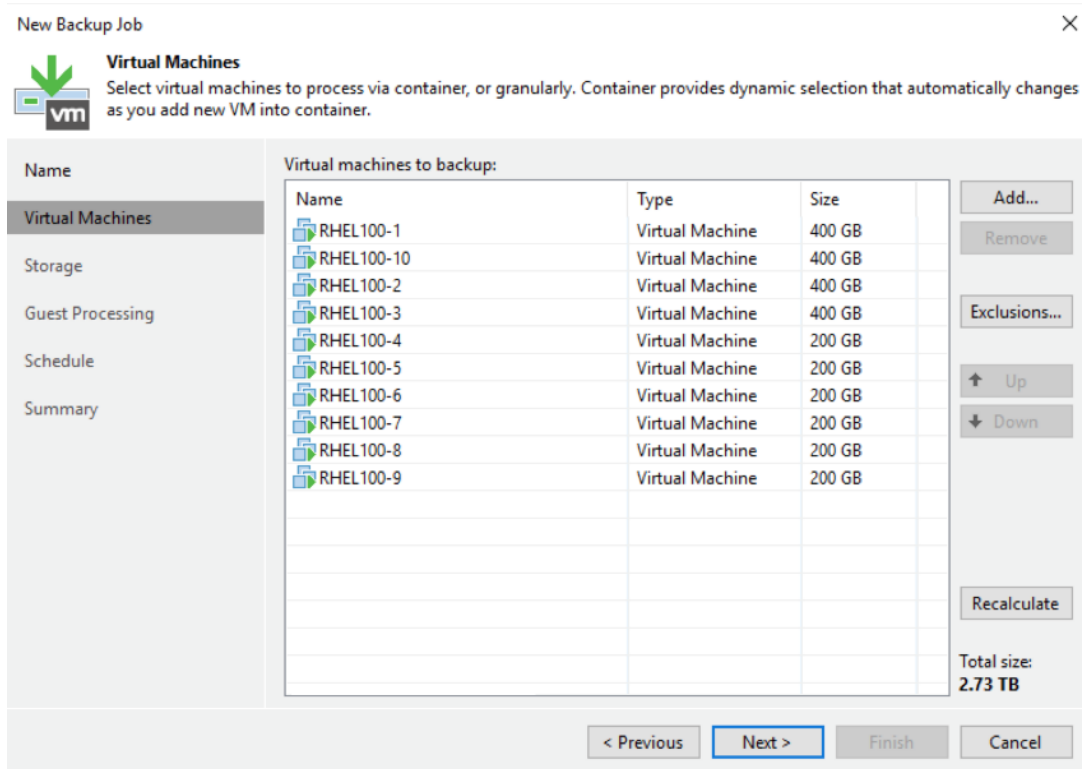 New Backup Job
Virtual Machines
Select virtual machines to process via container, or granularly. Container provides dynamic selection that automatically changes
as you add new VM into container.
vm
Name
Virtual Machines
Storage
Guest Processing
Schedule
Summary
Virtual machines to backup:
Name Type Size
RHEL100-1 Virtual Machine 400 GB
RHEL100-10 Virtual Machine 400 GB
RHEL100-2 Virtual Machine 400 GB
RHEL100-3 Virtual Machine 400 GB
RHEL100-4 Virtual Machine 200 GB
RHEL100-5 Virtual Machine 200 GB
RHEL100-6 Virtual Machine 200 GB
RHEL100-7 Virtual Machine 200 GB
RHEL100-8 Virtual Machine 200 GB
RHEL100-9 Virtual Machine 200 GB
Add...
Remove
Exclusions...
Up
Down
Recalculate
Total size:
2.73 TB
< Previous Next > Finish Cancel